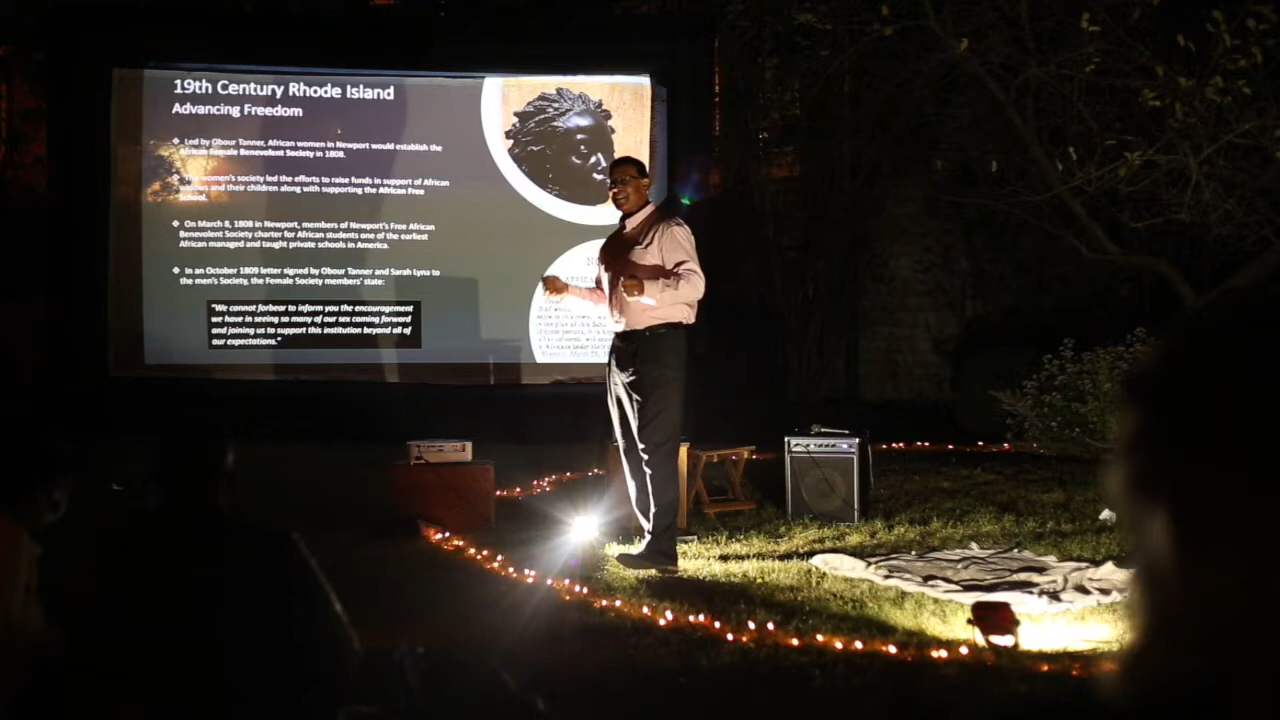 19th Century Rhode Island
Advancing Freedom
❖ Led by Obour Tanner, African women in Newport would establish the
African Female Benevolent Society in 1808.
❖ The women's society led the efforts to raise funds in support of African
widows and their children along with supporting the African Free
School.
❖ On March 8, 1808 in Newport, members of Newport's Free African
Benevolent Society charter for African students one of the earliest
African managed and taught private schools in America.
❖ In an October 1809 letter signed by Obour Tanner and Sarah Lyna to
the men's Society, the Female Society members' state:
"We cannot forbear to inform you the encouragement
we have in seeing so many of our sex coming forward
and joining us to support this institution beyond all of
our expectations."